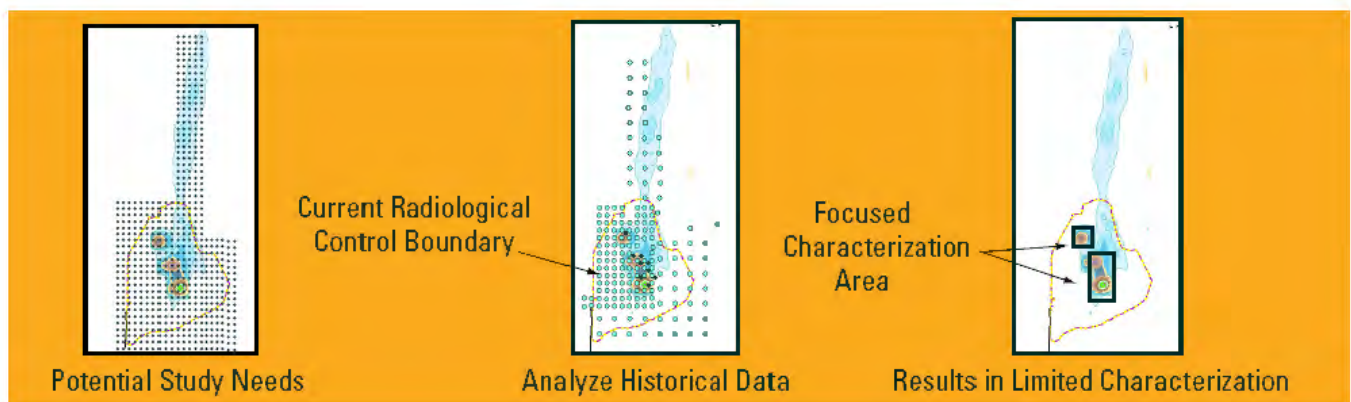 Current Radiological
Control Boundary
Focused
Characterization
Area
Potential Study Needs
Analyze Historical Data
Results in Limited Characterization